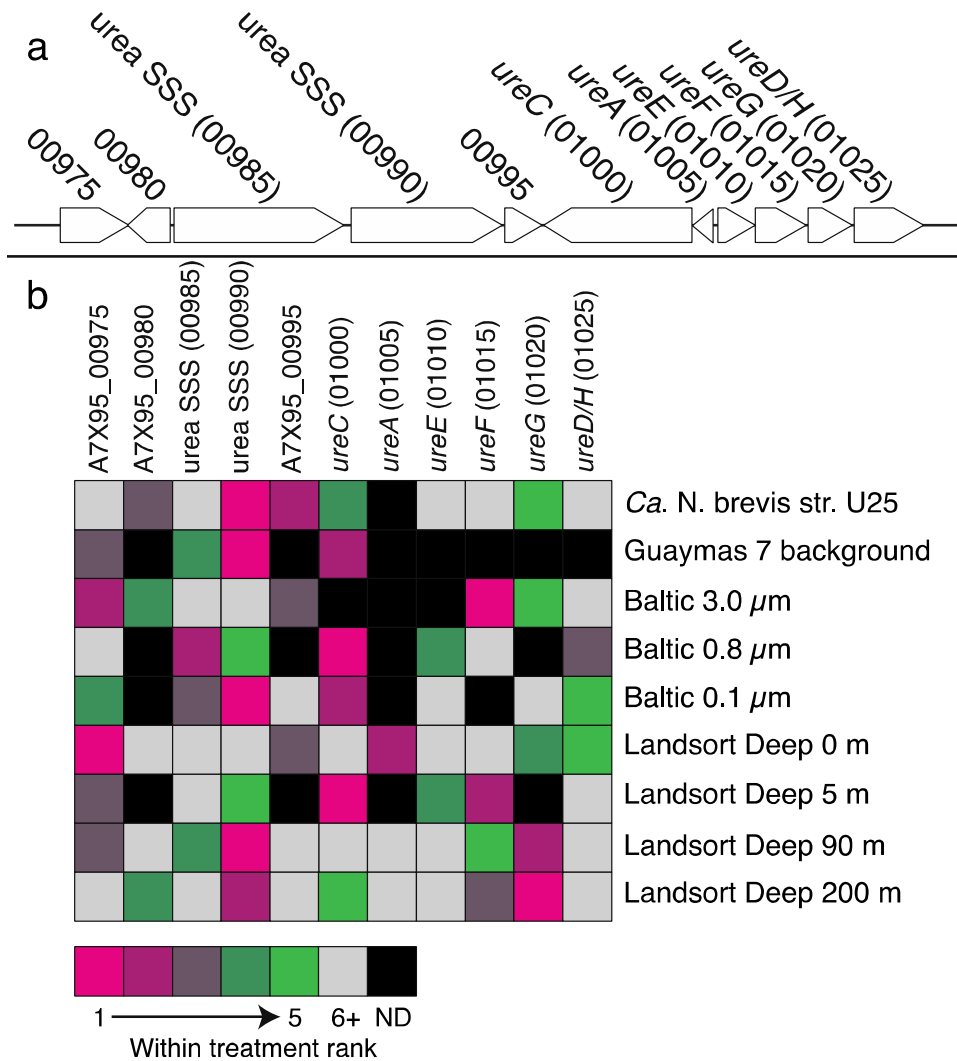 a
00975
00980
urea SSS (00985)
urea SSS (00990)
00995
ureC (01000)
ureA (01005)
ureE (01010)
ureF (01015)
ureG (01020)
ureD/H (01025)
b
A7X95_00975
A7X95_00980
urea SSS (00985)
urea SSS (00990)
A7X95_00995
ureC (01000)
ureA (01005)
ureE (01010)
ureF (01015)
ureG (01020)
ureD/H (01025)
Ca. N. brevis str. U25
Guaymas 7 background
Baltic 3.0 µm
Baltic 0.8 µm
Baltic 0.1 µm
Landsort Deep 0 m
Landsort Deep 5 m
Landsort Deep 90 m
Landsort Deep 200 m
1 5 6+ ND
Within treatment rank